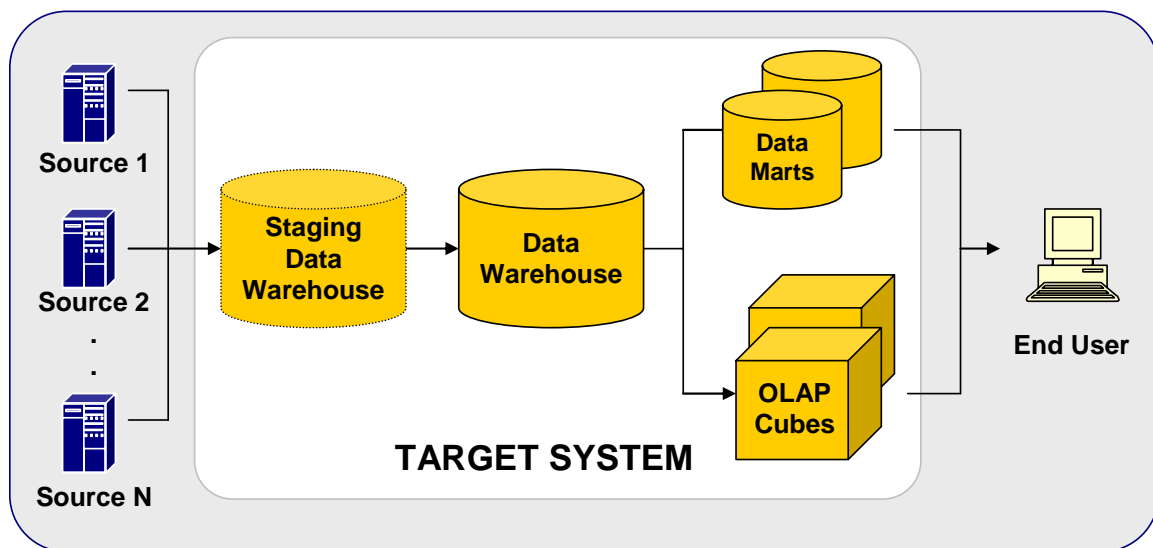 Source 1
Source 2
.
.
Source N
Staging
Data
Warehouse
Data
Warehouse
Data
Marts
OLAP
Cubes
TARGET SYSTEM
End User